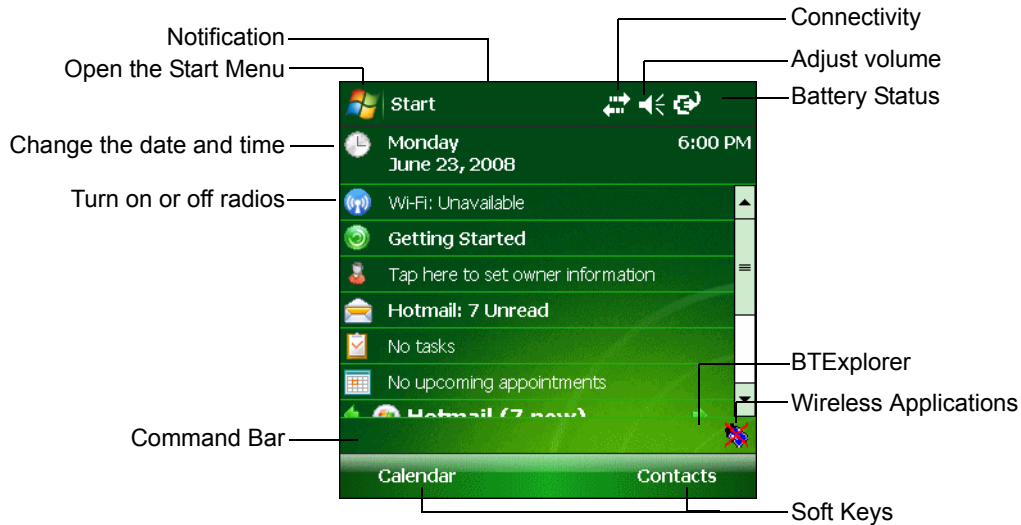 Connectivity
Notification
Adjust volume
Open the Start Menu
Battery Status
Start
Change the date and time
Monday
6:00 PM
June 23, 2008
Turn on or off radios
Wi-Fi: Unavailable
Getting Started
Tap here to set owner information
Hotmail: 7 Unread
No tasks
BTExplorer
No upcoming appointments
Wireless Applications
Hotmail (7 new)
Command Bar
Calendar
Contacts
Soft Keys